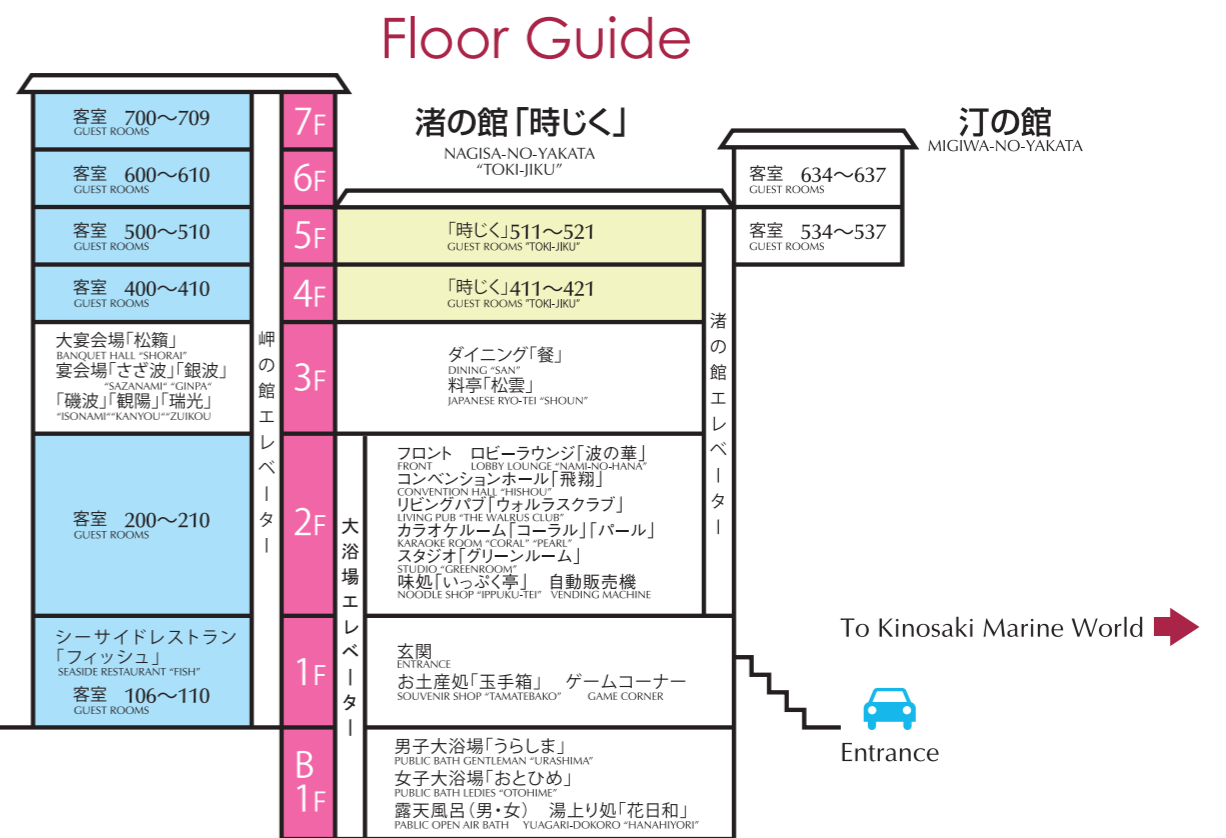 Floor Guide
渚の館「時じく」
NAGISA-NO-YAKATA
“TOKI-JIKU”
汀の館
MIGIWA-NO-YAKATA
客室 700～709
GUEST ROOMS
7F
客室 600～610
GUEST ROOMS
6F
客室 634～637
GUEST ROOMS
客室 500～510
GUEST ROOMS
5F
「時じく」511～521
GUEST ROOMS “TOKI-JIKU”
客室 534～537
GUEST ROOMS
客室 400～410
GUEST ROOMS
4F
「時じく」411～421
GUEST ROOMS “TOKI-JIKU”
大宴会場「松籟」
BANQUET HALL “SHORAI”
宴会場「さざ波」「銀波」
“SAZANAMI” “GINPA”
「磯波」「観陽」「瑞光」
“ISONAMI”“KANYOU”“ZUIKOU
岬の館エレベーター
3F
ダイニング「餐」
DINING “SAN”
料亭「松雲」
JAPANESE RYO-TEI “SHOUN”
渚の館エレベーター
客室 200～210
GUEST ROOMS
2F
大浴場エレベーター
フロント ロビーラウンジ「波の華」
FRONT LOBBY LOUNGE “NAMI-NO-HANA”
コンベンションホール「飛翔」
CONVENTION HALL “HISHOU”
リビングパブ「ウォルラスクラブ」
LIVING PUB “THE WALRUS CLUB”
カラオケルーム「コーラル」「パール」
KARAOKE ROOM “CORAL” “PEARL”
スタジオ「グリーンルーム」
STUDIO “GREENROOM”
味処「いっぷく亭」 自動販売機
NOODLE SHOP “IPPUKU-TEI” VENDING MACHINE
シーサイドレストラン
「フィッシュ」
SEASIDE RESTAURANT “FISH”
客室 106～110
GUEST ROOMS
1F
玄関
ENTRANCE
お土産処「玉手箱」 ゲームコーナー
SOUVENIR SHOP “TAMATEBAKO” GAME CORNER
To Kinosaki Marine World
Entrance
B
1F
男子大浴場「うらしま」
PUBLIC BATH GENTLEMAN “URASHIMA”
女子大浴場「おとひめ」
PUBLIC BATH LEDIES “OTOHIME”
露天風呂（男・女） 湯上り処「花日和」
PABLIC OPEN AIR BATH YUAGARI-DOKORO “HANAHIYORI”